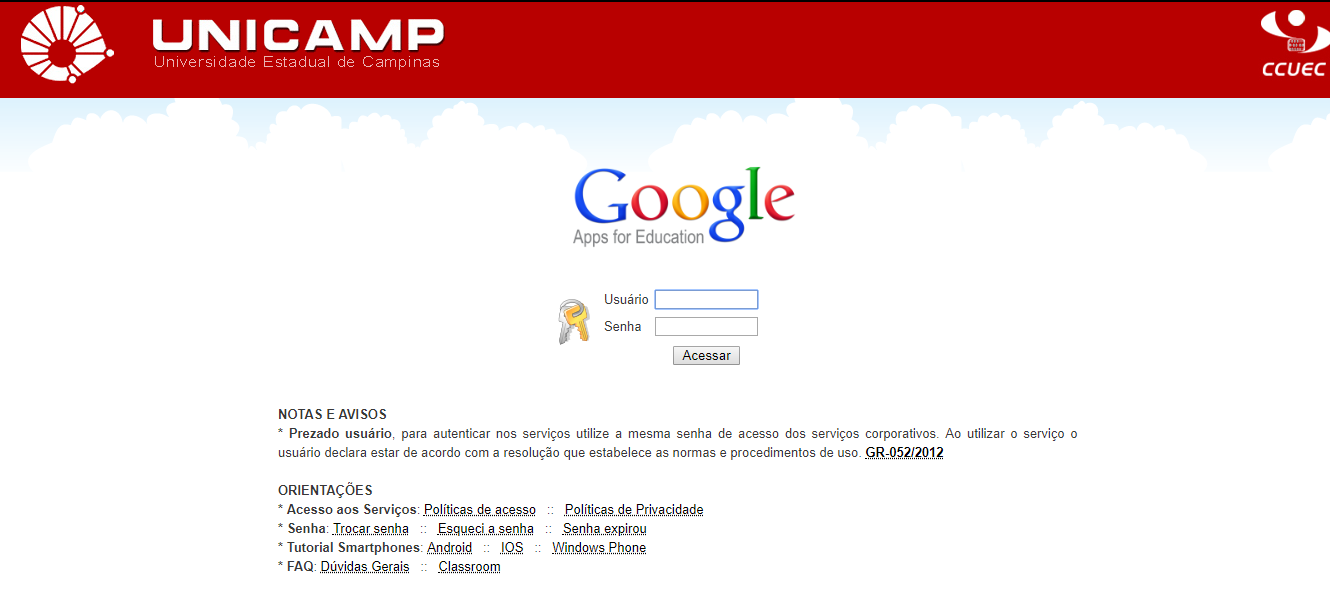 UNICAMP
Universidade Estadual de Campinas
CCUEC
Google
Apps for Education
Usuário
Senha
Acessar
NOTAS E AVISOS
* Prezado usuário, para autenticar nos serviços utilize a mesma senha de acesso dos serviços corporativos. Ao utilizar o serviço o
usuário declara estar de acordo com a resolução que estabelece as normas e procedimentos de uso. GR-052/2012
ORIENTAÇÕES
* Acesso aos Serviços: Políticas de acesso :: Políticas de Privacidade
* Senha: Trocar senha :: Esqueci a senha :: Senha expirou
* Tutorial Smartphones: Android :: IOS :: Windows Phone
* FAQ: Dúvidas Gerais :: Classroom